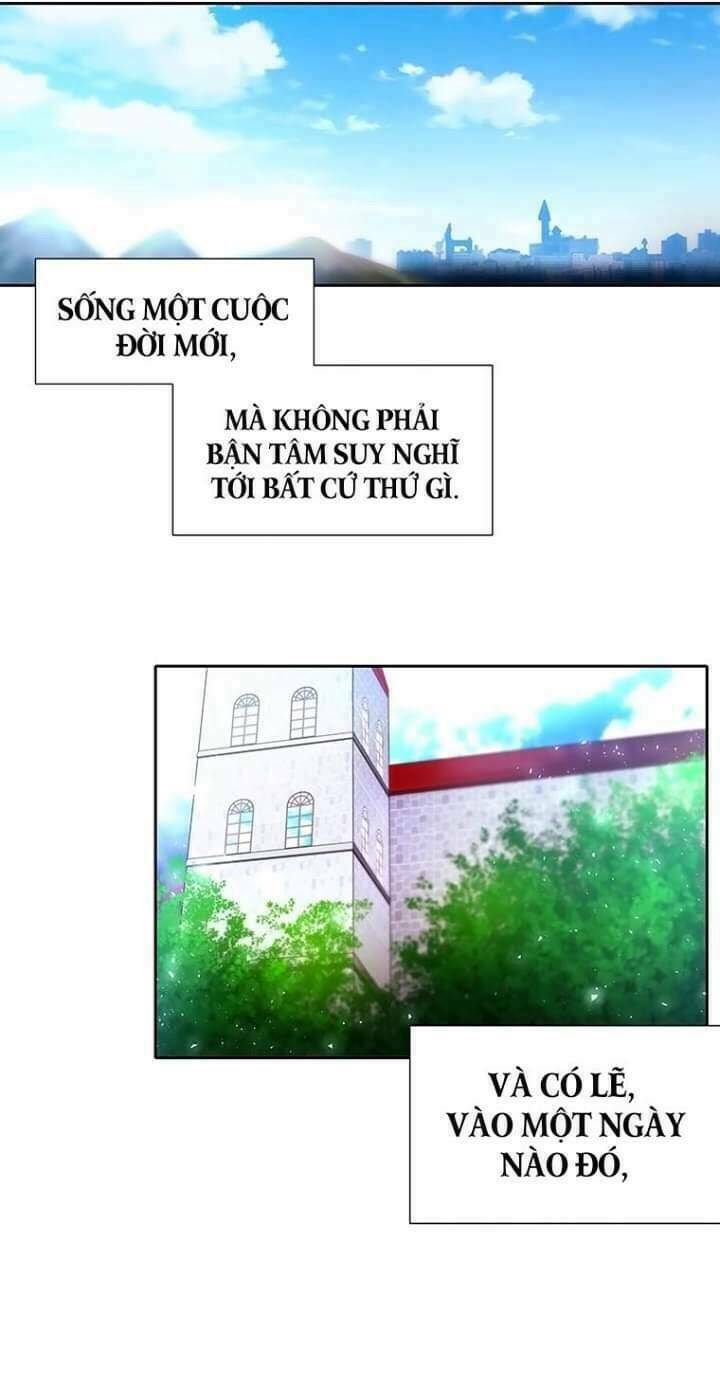 SỐNG MỘT CUỘC
ĐỜI MỚI,
MÀ KHÔNG PHẢI
BẬN TÂM SUY NGHĨ
TỚI BẤT CỨ THỨ GÌ.
VÀ CÓ LẼ,
VÀO MỘT NGÀY
NÀO ĐÓ,